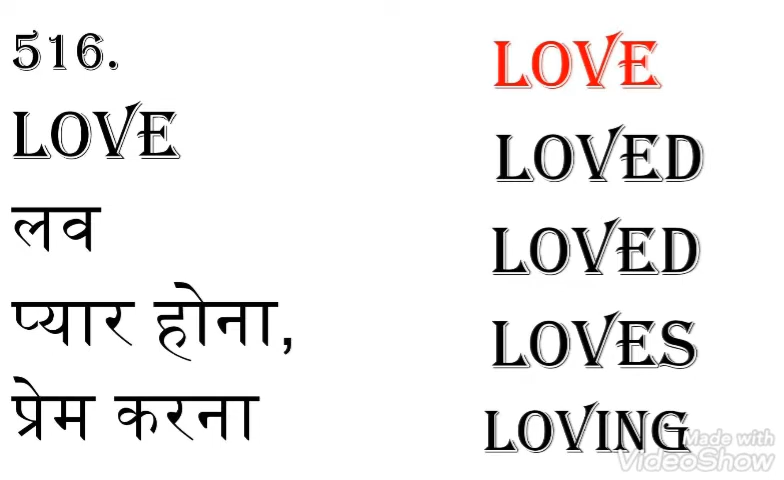 516.
LOVE
लव
प्यार होना,
प्रेम करना
LOVE
LOVED
LOVED
LOVES
LOVING
Made with
VideoShow